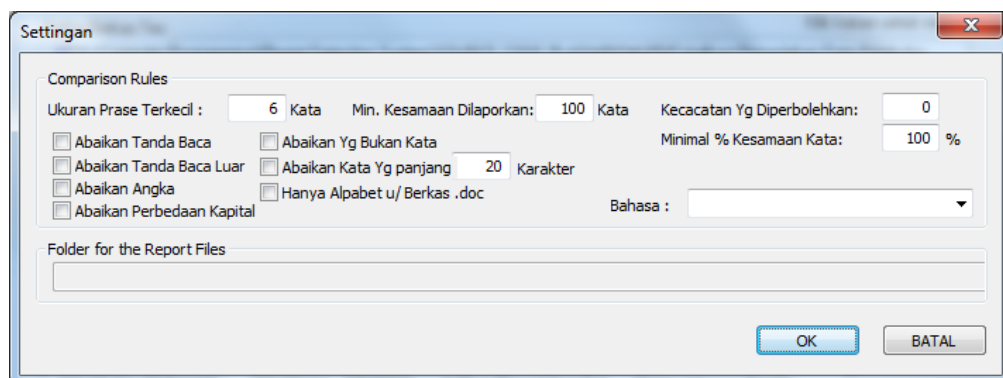 Settingan
Comparison Rules
Ukuran Prase Terkecil : 6 Kata Min. Kesamaan Dilaporkan: 100 Kata Kecacatan Yg Diperbolehkan: 0
Abaikan Tanda Baca Abaikan Yg Bukan Kata Minimal % Kesamaan Kata: 100 %
Abaikan Tanda Baca Luar Abaikan Kata Yg panjang 20 Karakter
Abaikan Angka Hanya Alpabet u/ Berkas .doc
Abaikan Perbedaan Kapital Bahasa :
Folder for the Report Files
OK BATAL